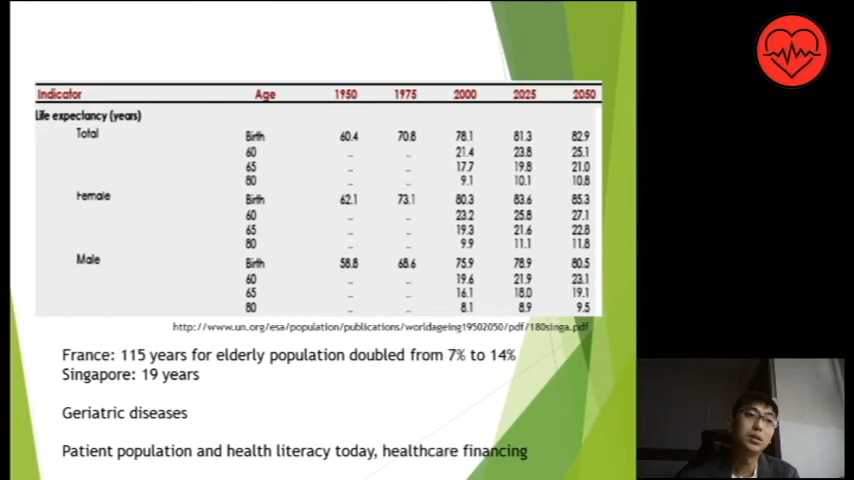 Indicator Age 1950 1975 2000 2025 2050
Life expectancy (years)
Total Birth 60.4 70.8 78.1 81.3 82.9
60 .. .. 21.4 23.8 25.1
65 .. .. 17.7 19.8 21.0
80 .. .. 9.1 10.1 10.8
Female Birth 62.1 73.1 80.3 83.6 85.3
60 .. .. 23.2 25.8 27.1
65 .. .. 19.3 21.6 22.8
80 .. .. 9.9 11.1 11.8
Male Birth 58.8 68.6 75.9 78.9 80.5
60 .. .. 19.6 21.9 23.1
65 .. .. 16.1 18.0 19.1
80 .. .. 8.1 8.9 9.5
http://www.un.org/esa/population/publications/worldageing19502050/pdf/180singa.pdf
France: 115 years for elderly population doubled from 7% to 14%
Singapore: 19 years
Geriatric diseases
Patient population and health literacy today, healthcare financing